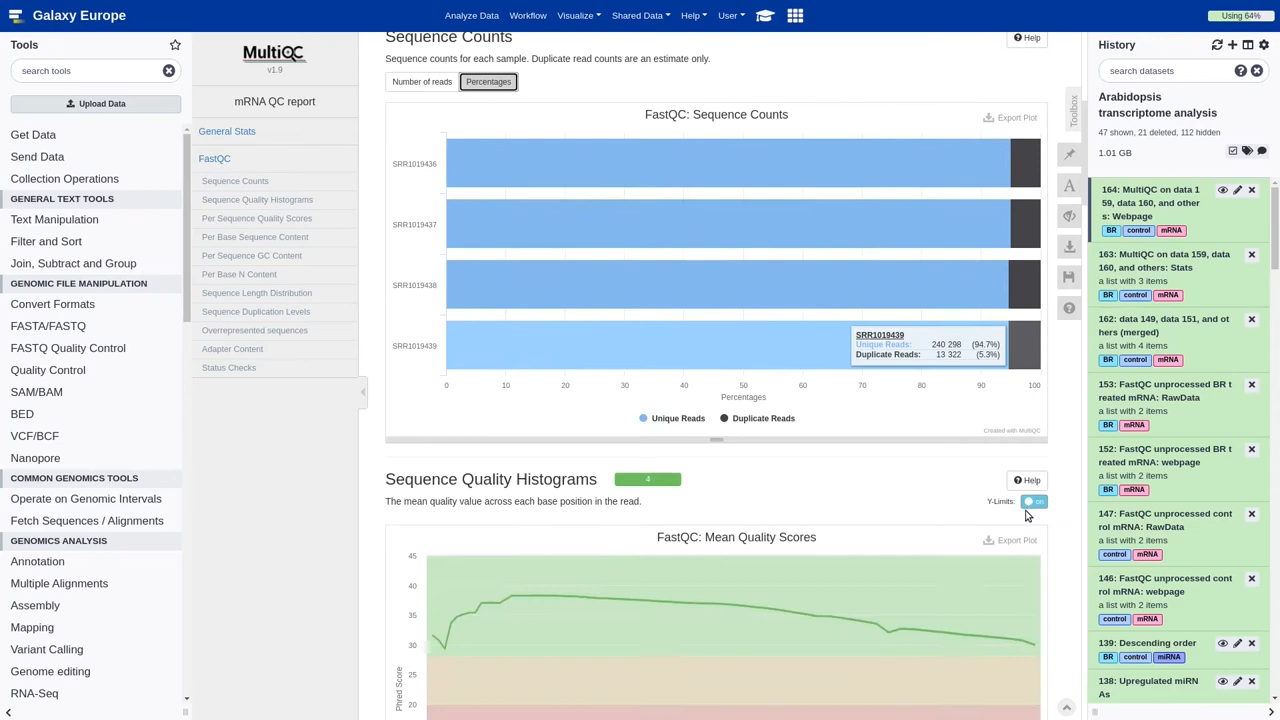 Galaxy Europe
Analyze Data
Workflow
Visualize
Shared Data
Help
User
Using 64%
Tools
search tools
Upload Data
Get Data
Send Data
Collection Operations
GENERAL TEXT TOOLS
Text Manipulation
Filter and Sort
Join, Subtract and Group
GENOMIC FILE MANIPULATION
Convert Formats
FASTA/FASTQ
FASTQ Quality Control
Quality Control
SAM/BAM
BED
VCF/BCF
Nanopore
COMMON GENOMICS TOOLS
Operate on Genomic Intervals
Fetch Sequences / Alignments
GENOMICS ANALYSIS
Annotation
Multiple Alignments
Assembly
Mapping
Variant Calling
Genome editing
RNA-Seq
MultiQC
v1.9
mRNA QC report
General Stats
FastQC
Sequence Counts
Sequence Quality Histograms
Per Sequence Quality Scores
Per Base Sequence Content
Per Sequence GC Content
Per Base N Content
Sequence Length Distribution
Sequence Duplication Levels
Overrepresented sequences
Adapter Content
Status Checks
Sequence Counts
Help
Sequence counts for each sample. Duplicate read counts are an estimate only.
Number of reads
Percentages
FastQC: Sequence Counts
Export Plot
SRR1019436
SRR1019437
SRR1019438
SRR1019439
SRR1019439
Unique Reads: 240 298 (94.7%)
Duplicate Reads: 13 322 (5.3%)
0 10 20 30 40 50 60 70 80 90 100
Percentages
Unique Reads
Duplicate Reads
Created with MultiQC
Sequence Quality Histograms
4
Help
The mean quality value across each base position in the read.
Y-Limits:
on
FastQC: Mean Quality Scores
Export Plot
45
40
35
30
25
20
Phred Score
Toolbox
A
History
search datasets
Arabidopsis
transcriptome analysis
47 shown, 21 deleted, 112 hidden
1.01 GB
164: MultiQC on data 1
59, data 160, and other
s: Webpage
BR control mRNA
163: MultiQC on data 159, data
160, and others: Stats
a list with 3 items
BR control mRNA
162: data 149, data 151, and ot
hers (merged)
a list with 4 items
BR control mRNA
153: FastQC unprocessed BR t
reated mRNA: RawData
a list with 2 items
BR mRNA
152: FastQC unprocessed BR t
reated mRNA: webpage
a list with 2 items
BR mRNA
147: FastQC unprocessed cont
rol mRNA: RawData
a list with 2 items
control mRNA
146: FastQC unprocessed cont
rol mRNA: webpage
a list with 2 items
control mRNA
139: Descending order
BR control miRNA
138: Upregulated miRN
As